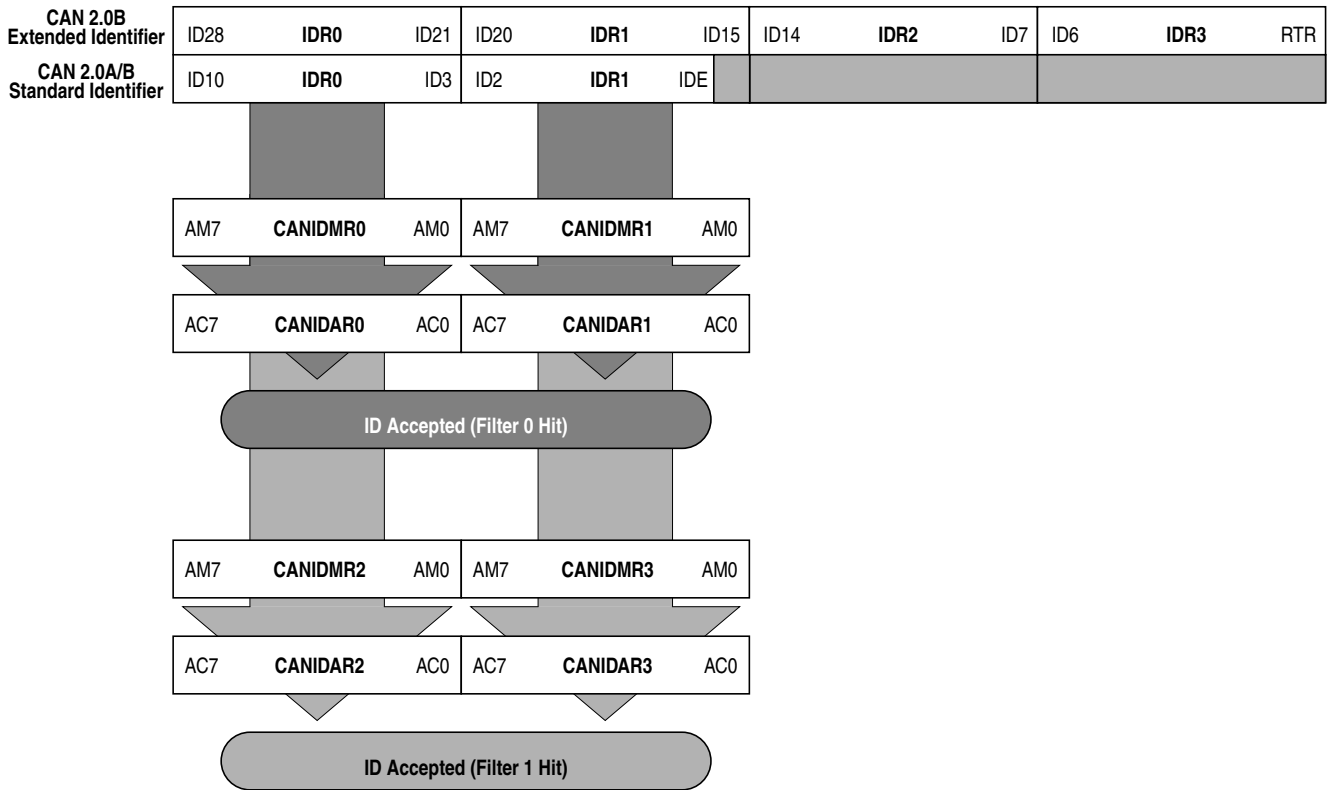 CAN 2.0B
Extended Identifier
ID28 IDR0 ID21 ID20 IDR1 ID15 ID14 IDR2 ID7 ID6 IDR3 RTR
CAN 2.0A/B
Standard Identifier
ID10 IDR0 ID3 ID2 IDR1 IDE
AM7 CANIDMR0 AM0 AM7 CANIDMR1 AM0
AC7 CANIDAR0 AC0 AC7 CANIDAR1 AC0
ID Accepted (Filter 0 Hit)
AM7 CANIDMR2 AM0 AM7 CANIDMR3 AM0
AC7 CANIDAR2 AC0 AC7 CANIDAR3 AC0
ID Accepted (Filter 1 Hit)